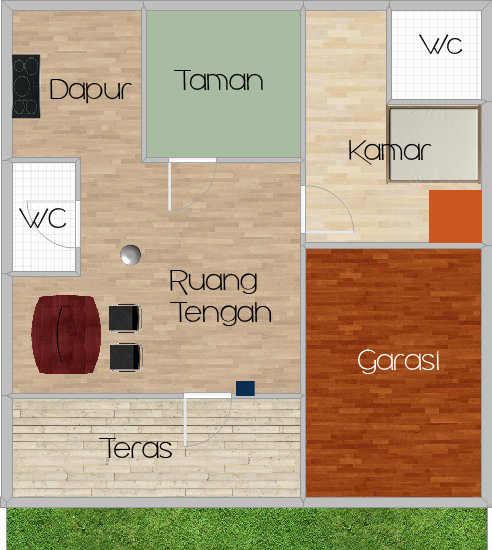 Wc
Dapur
Taman
Kamar
WC
Ruang
Tengah
Garasi
Teras